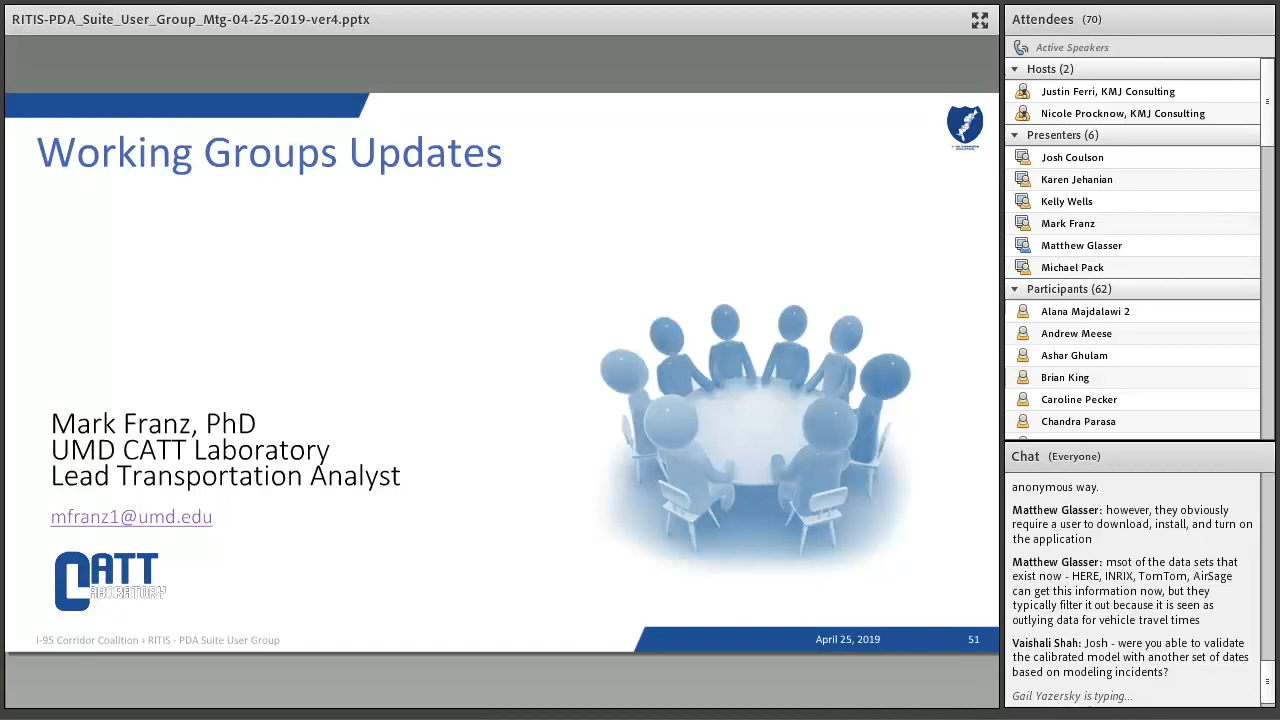 RITIS-PDA_Suite_User_Group_Mtg-04-25-2019-ver4.pptx
Working Groups Updates
Mark Franz, PhD
UMD CATT Laboratory
Lead Transportation Analyst
mfranz1@umd.edu
CATT
LABORATORY
I-95 Corridor Coalition › RITIS - PDA Suite User Group
April 25, 2019
51
Attendees (70)
Active Speakers
Hosts (2)
Justin Ferri, KMJ Consulting
Nicole Procknow, KMJ Consulting
Presenters (6)
Josh Coulson
Karen Jehanian
Kelly Wells
Mark Franz
Matthew Glasser
Michael Pack
Participants (62)
Alana Majdalawi 2
Andrew Meese
Ashar Ghulam
Brian King
Caroline Pecker
Chandra Parasa
Chat (Everyone)
anonymous way.
Matthew Glasser: however, they obviously
require a user to download, install, and turn on
the application
Matthew Glasser: msot of the data sets that
exist now - HERE, INRIX, TomTom, AirSage
can get this information now, but they
typically filter it out because it is seen as
outlying data for vehicle travel times
Vaishali Shah: Josh - were you able to validate
the calibrated model with another set of dates
based on modeling incidents?
Gail Yazersky is typing...